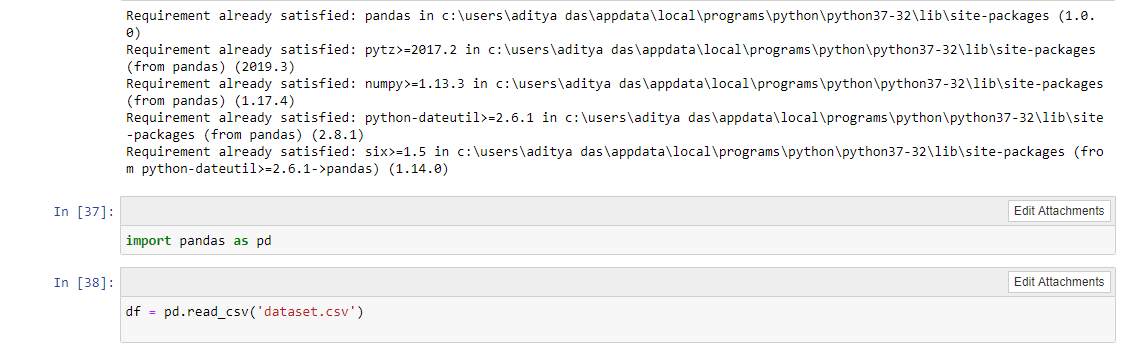 Requirement already satisfied: pandas in c:\users\aditya das\appdata\local\programs\python\python37-32\lib\site-packages (1.0.
0)
Requirement already satisfied: pytz>=2017.2 in c:\users\aditya das\appdata\local\programs\python\python37-32\lib\site-packages
(from pandas) (2019.3)
Requirement already satisfied: numpy>=1.13.3 in c:\users\aditya das\appdata\local\programs\python\python37-32\lib\site-packages
(from pandas) (1.17.4)
Requirement already satisfied: python-dateutil>=2.6.1 in c:\users\aditya das\appdata\local\programs\python\python37-32\lib\site
-packages (from pandas) (2.8.1)
Requirement already satisfied: six>=1.5 in c:\users\aditya das\appdata\local\programs\python\python37-32\lib\site-packages (fro
m python-dateutil>=2.6.1->pandas) (1.14.0)
In [37]: Edit Attachments
import pandas as pd
In [38]: Edit Attachments
df = pd.read_csv('dataset.csv')